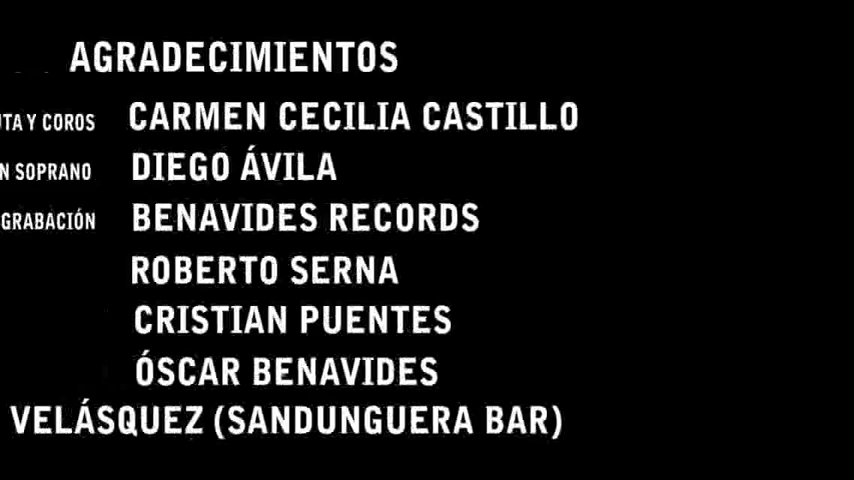 AGRADECIMIENTOS
Y COROS CARMEN CECILIA CASTILLO
SOPRANO DIEGO ÁVILA
GRABACIÓN BENAVIDES RECORDS
ROBERTO SERNA
CRISTIAN PUENTES
ÓSCAR BENAVIDES
VELÁSQUEZ (SANDUNGUERA BAR)